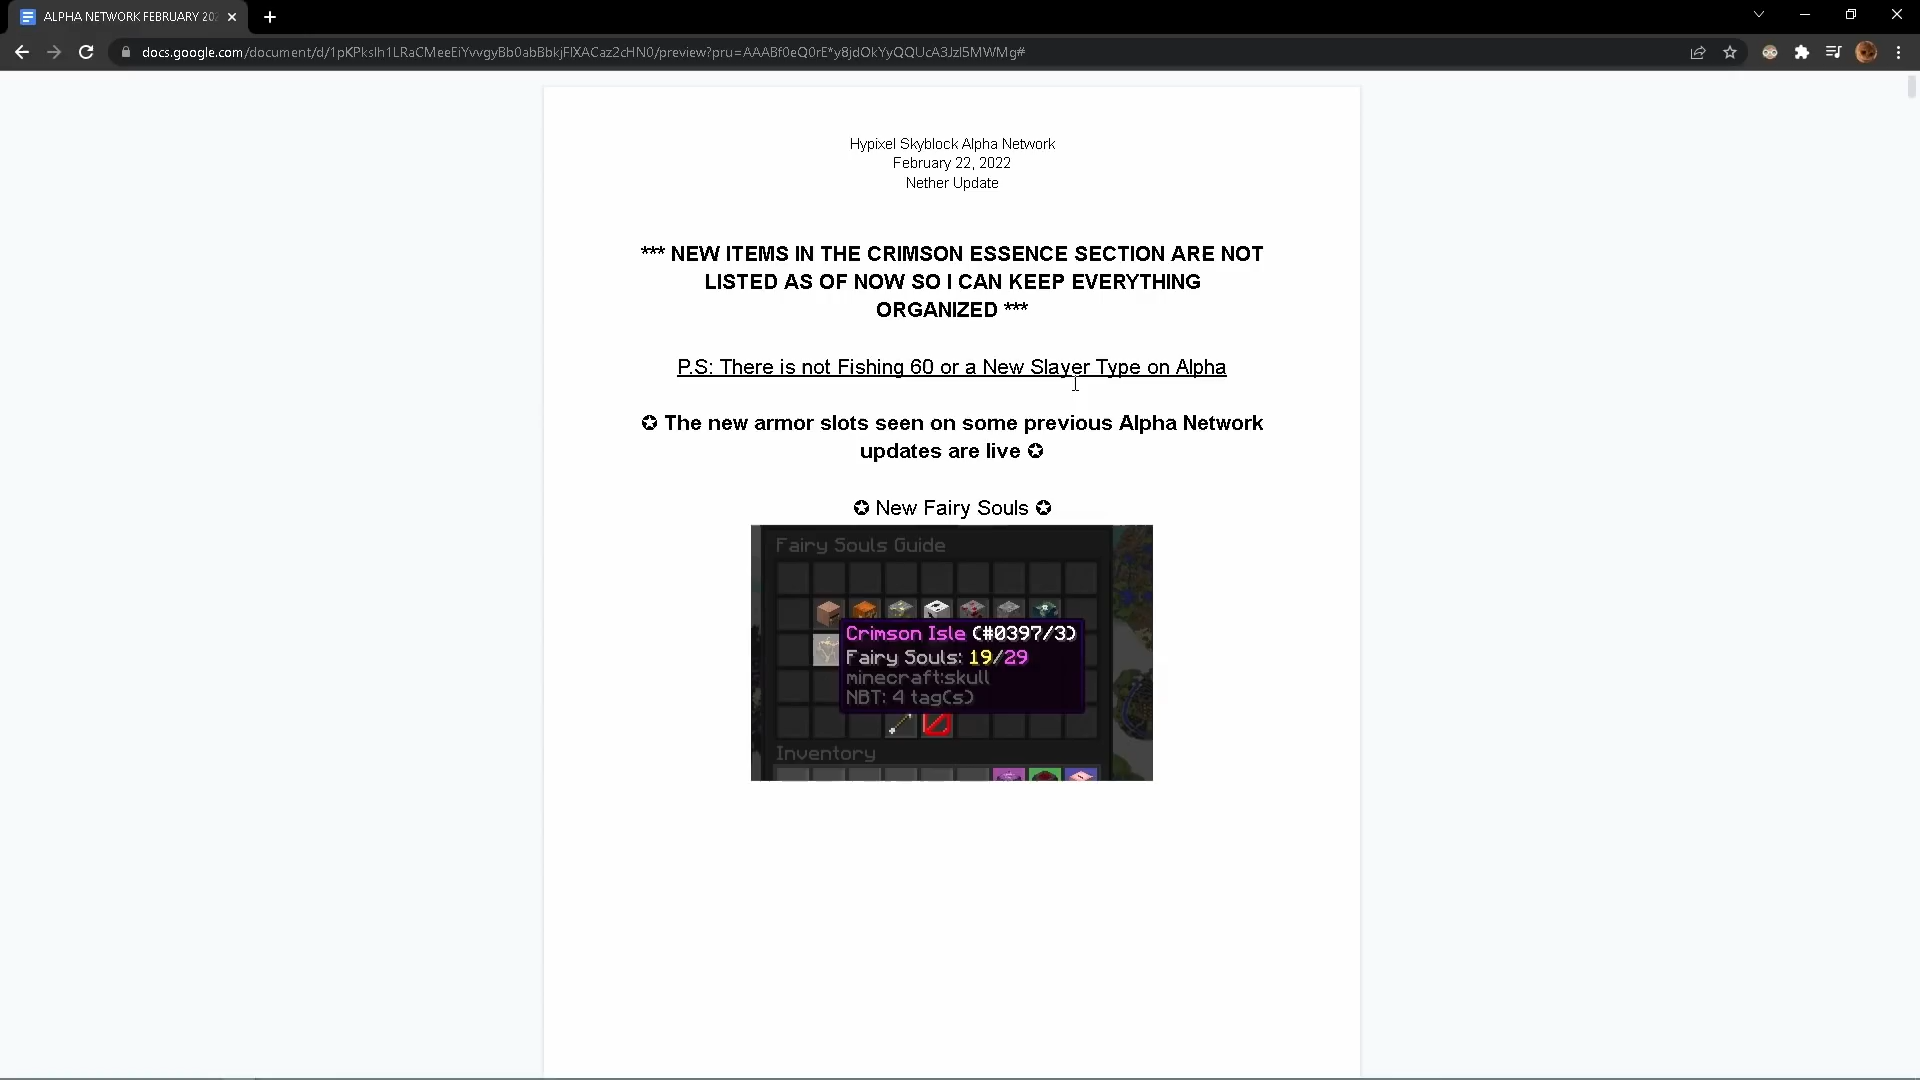 ALPHA NETWORK FEBRUARY 202
docs.google.com/document/d/1pKPkslh1LRaCMeeEiYvvgyBb0abBbkjFlXACaz2cHN0/preview?pru=AAABf0eQ0rE*y8jdOkYyQQUcA3JzI5MWMg#
Hypixel Skyblock Alpha Network
February 22, 2022
Nether Update
*** NEW ITEMS IN THE CRIMSON ESSENCE SECTION ARE NOT
LISTED AS OF NOW SO I CAN KEEP EVERYTHING
ORGANIZED ***
P.S: There is not Fishing 60 or a New Slayer Type on Alpha
✪ The new armor slots seen on some previous Alpha Network
updates are live ✪
✪ New Fairy Souls ✪
Fairy Souls Guide
Crimson Isle (#0397/3)
Fairy Souls: 19/29
minecraft:skull
NBT: 4 tag(s)
Inventory